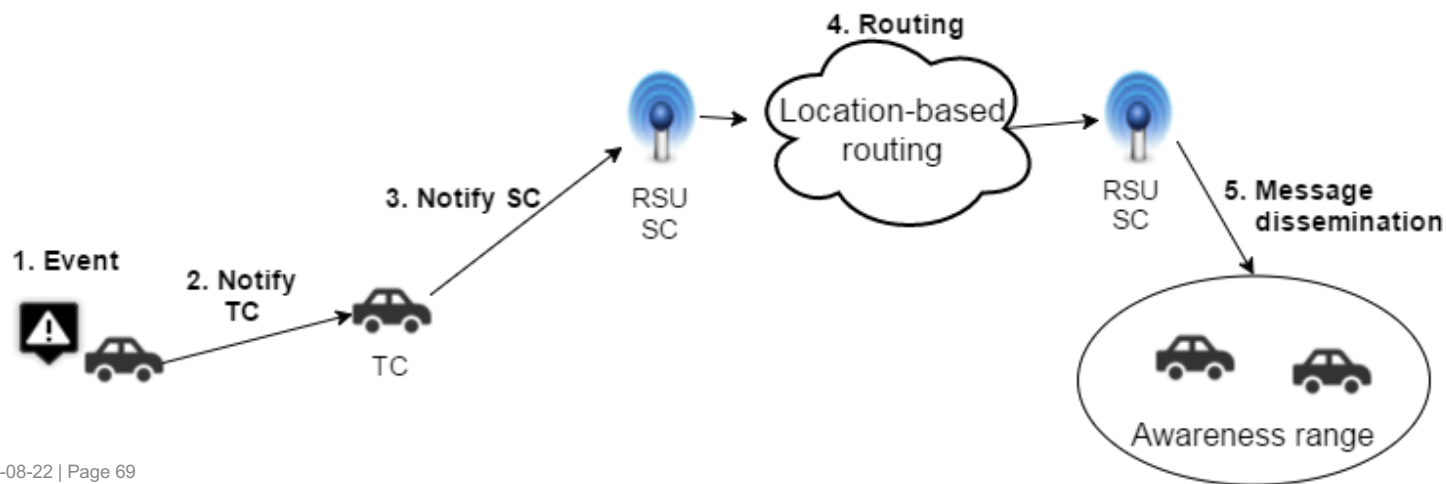 4. Routing
Location-based
routing
RSU
SC
RSU
SC
3. Notify SC
5. Message
dissemination
1. Event
2. Notify
TC
TC
Awareness range
-08-22 | Page 69